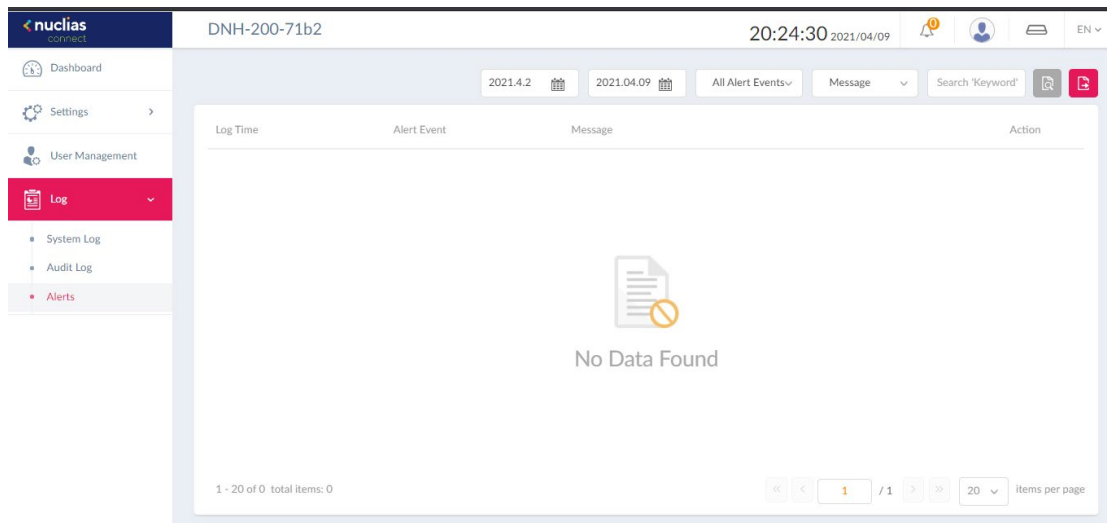 nuclias
connect
DNH-200-71b2
20:24:30 2021/04/09
0
EN
Dashboard
Settings
User Management
Log
System Log
Audit Log
Alerts
2021.4.2
2021.04.09
All Alert Events
Message
Search 'Keyword'
Log Time Alert Event Message Action
No Data Found
1 - 20 of 0 total items: 0
« < 1 / 1 > » 20 items per page